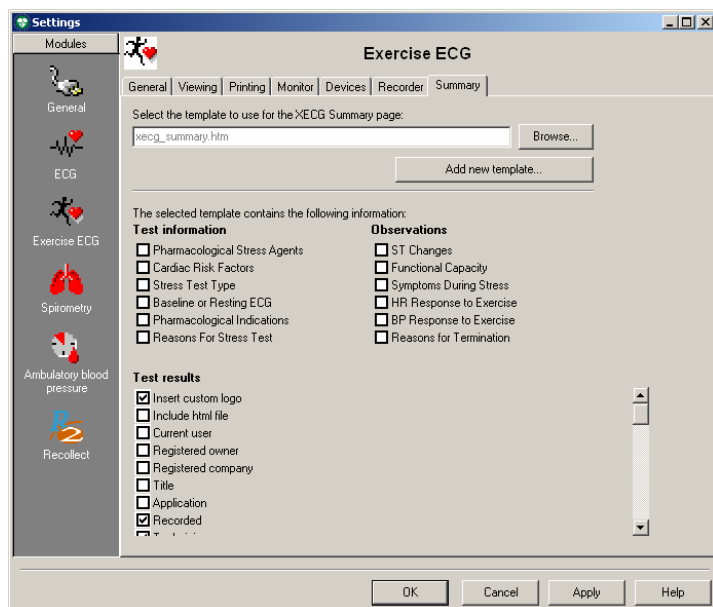 Settings
Modules
General
ECG
Exercise ECG
Spirometry
Ambulatory blood
pressure
Recollect
Exercise ECG
General Viewing Printing Monitor Devices Recorder Summary
Select the template to use for the XECG Summary page:
xecg_summary.htm Browse...
Add new template...
The selected template contains the following information:
Test information
Pharmacological Stress Agents
Cardiac Risk Factors
Stress Test Type
Baseline or Resting ECG
Pharmacological Indications
Reasons For Stress Test
Observations
ST Changes
Functional Capacity
Symptoms During Stress
HR Response to Exercise
BP Response to Exercise
Reasons for Termination
Test results
Insert custom logo
Include html file
Current user
Registered owner
Registered company
Title
Application
Recorded
OK Cancel Apply Help